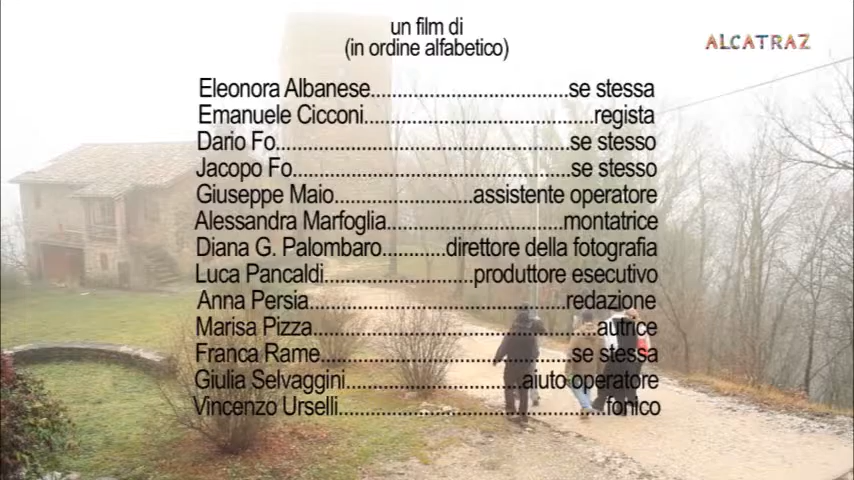 un film di
ALCATRAZ
(in ordine alfabetico)
Eleonora Albanese....................................se stessa
Emanuele Cicconi.........................................regista
Dario Fo.....................................................se stesso
Jacopo Fo..................................................se stesso
Giuseppe Maio.........................assistente operatore
Alessandra Marfoglia................................montatrice
Diana G. Palombaro...........direttore della fotografia
Luca Pancaldi...........................produttore esecutivo
Anna Persia..............................................redazione
Marisa Pizza...................................................autrice
Franca Rame.............................................se stessa
Giulia Selvaggini................................aiuto operatore
Vincenzo Urselli...............................................fonico